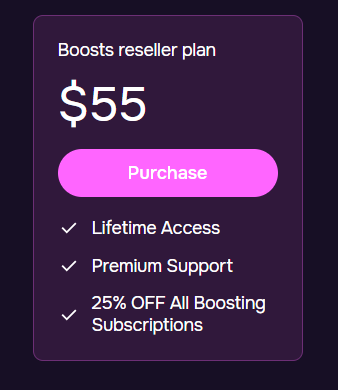 Boosts reseller plan
$55
Purchase
Lifetime Access
Premium Support
25% OFF All Boosting
Subscriptions